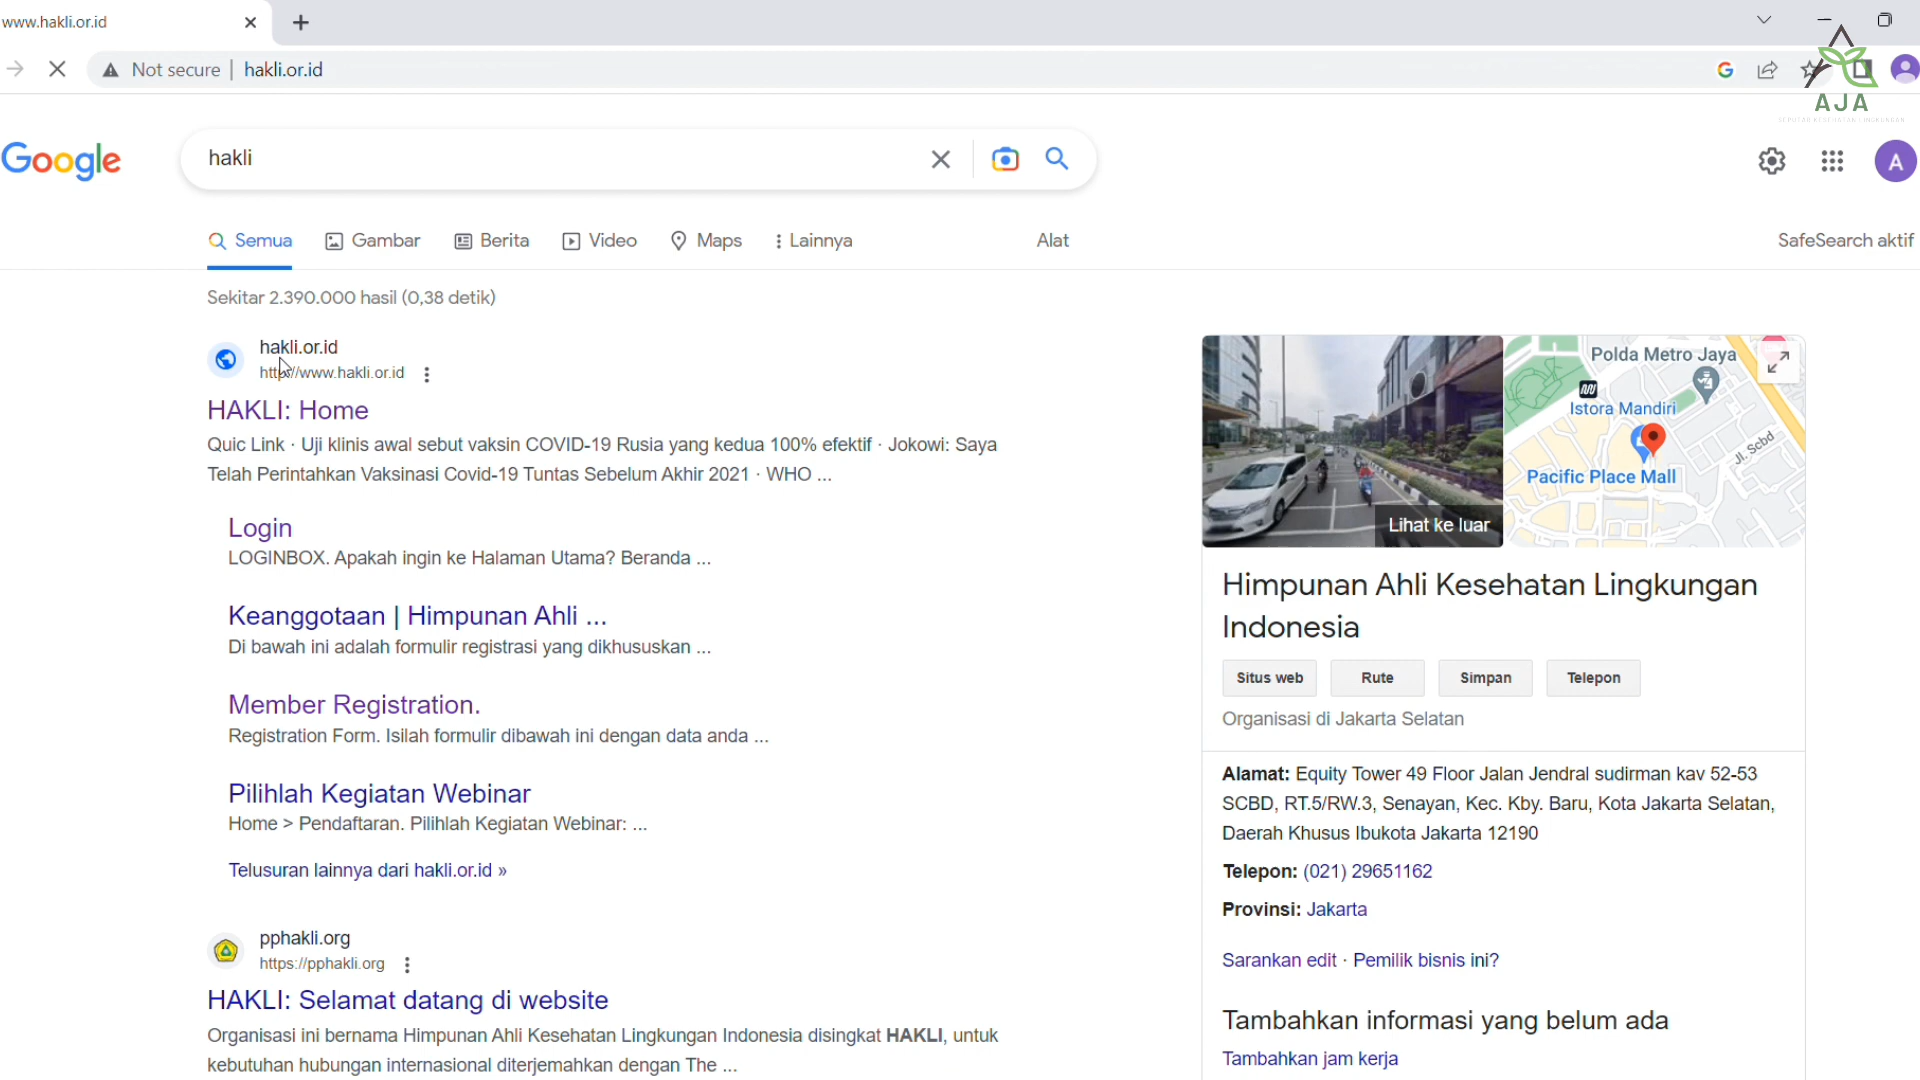 www.hakli.or.id
Not secure | hakli.or.id
AJA
Google
hakli
A
Semua
Gambar
Berita
Video
Maps
Lainnya
Alat
SafeSearch aktif
Sekitar 2.390.000 hasil (0,38 detik)
hakli.or.id
http://www.hakli.or.id
HAKLI: Home
Quic Link · Uji klinis awal sebut vaksin COVID-19 Rusia yang kedua 100% efektif · Jokowi: Saya
Telah Perintahkan Vaksinasi Covid-19 Tuntas Sebelum Akhir 2021 · WHO ...
Login
LOGINBOX. Apakah ingin ke Halaman Utama? Beranda ...
Keanggotaan | Himpunan Ahli ...
Di bawah ini adalah formulir registrasi yang dikhususkan ...
Member Registration.
Registration Form. Isilah formulir dibawah ini dengan data anda ...
Pilihlah Kegiatan Webinar
Home > Pendaftaran. Pilihlah Kegiatan Webinar: ...
Telusuran lainnya dari hakli.or.id »
pphakli.org
https://pphakli.org
HAKLI: Selamat datang di website
Organisasi ini bernama Himpunan Ahli Kesehatan Lingkungan Indonesia disingkat HAKLI, untuk
kebutuhan hubungan internasional diterjemahkan dengan The ...
Lihat ke luar
Polda Metro Jaya
Istora Mandiri
Jl. Scbd
Pacific Place Mall
Himpunan Ahli Kesehatan Lingkungan
Indonesia
Situs web
Rute
Simpan
Telepon
Organisasi di Jakarta Selatan
Alamat: Equity Tower 49 Floor Jalan Jendral sudirman kav 52-53
SCBD, RT.5/RW.3, Senayan, Kec. Kby. Baru, Kota Jakarta Selatan,
Daerah Khusus Ibukota Jakarta 12190
Telepon: (021) 29651162
Provinsi: Jakarta
Sarankan edit · Pemilik bisnis ini?
Tambahkan informasi yang belum ada
Tambahkan jam kerja